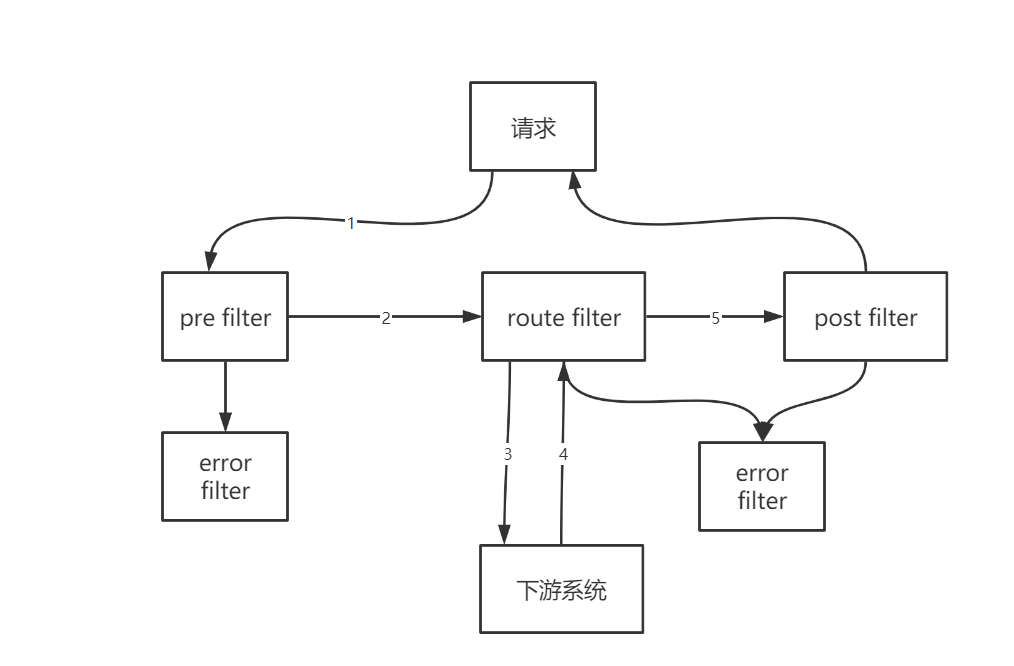 请求
1
pre filter
2
route filter
5
post filter
3
4
error
filter
error
filter
下游系统